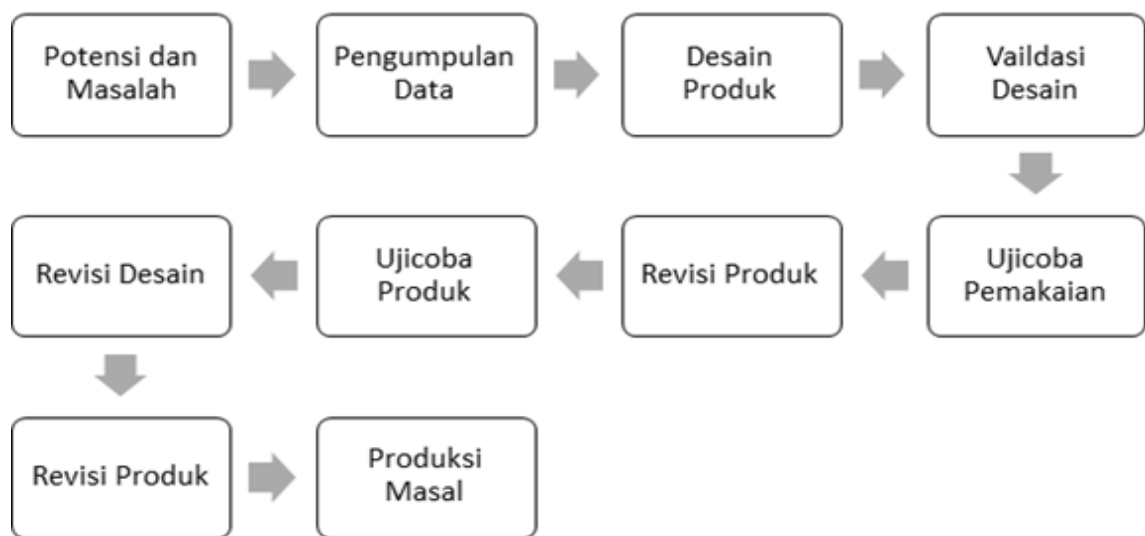 Potensi dan
Masalah
Pengumpulan
Data
Desain
Produk
Vaildasi
Desain
Ujicoba
Pemakaian
Revisi Produk
Ujicoba
Produk
Revisi Desain
Revisi Produk
Produksi
Masal